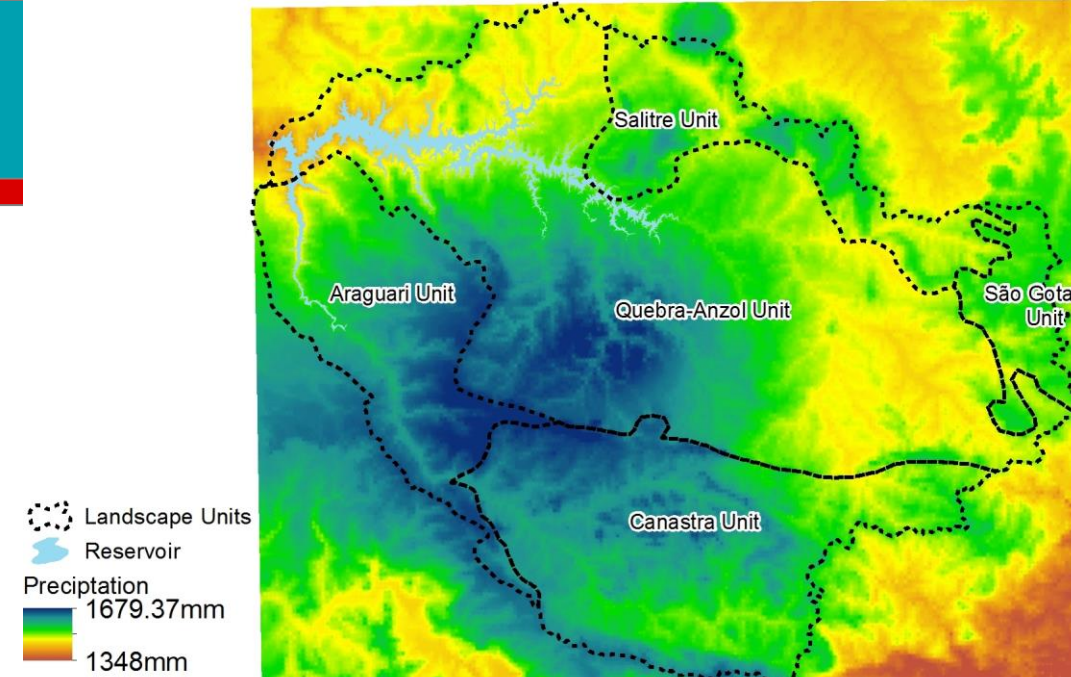 Salitre Unit
Araguari Unit
Quebra-Anzol Unit
São Gota
Unit
Canastra Unit
Landscape Units
Reservoir
Preciptation
1679.37mm
1348mm